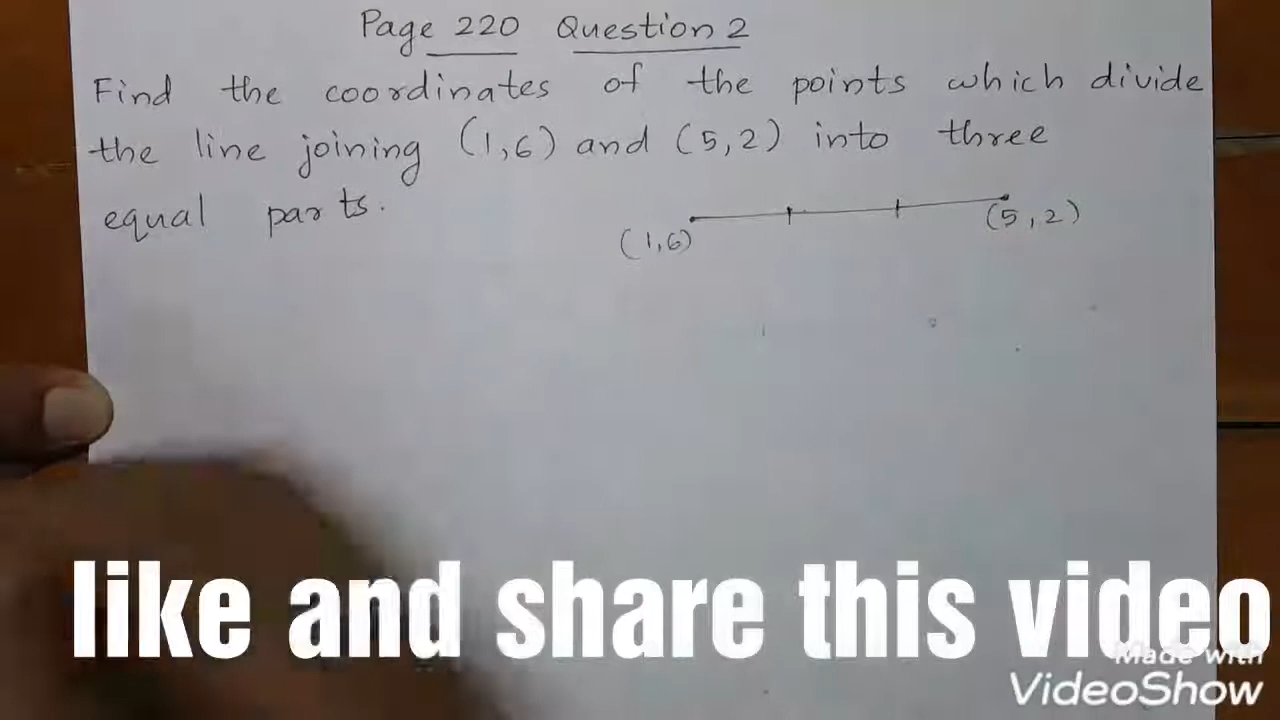 Page 220 Question 2
Find the coordinates of the points which divide
the line joining (1,6) and (5,2) into three
equal parts.
(1,6)
(5,2)
like and share this video
Made with
VideoShow